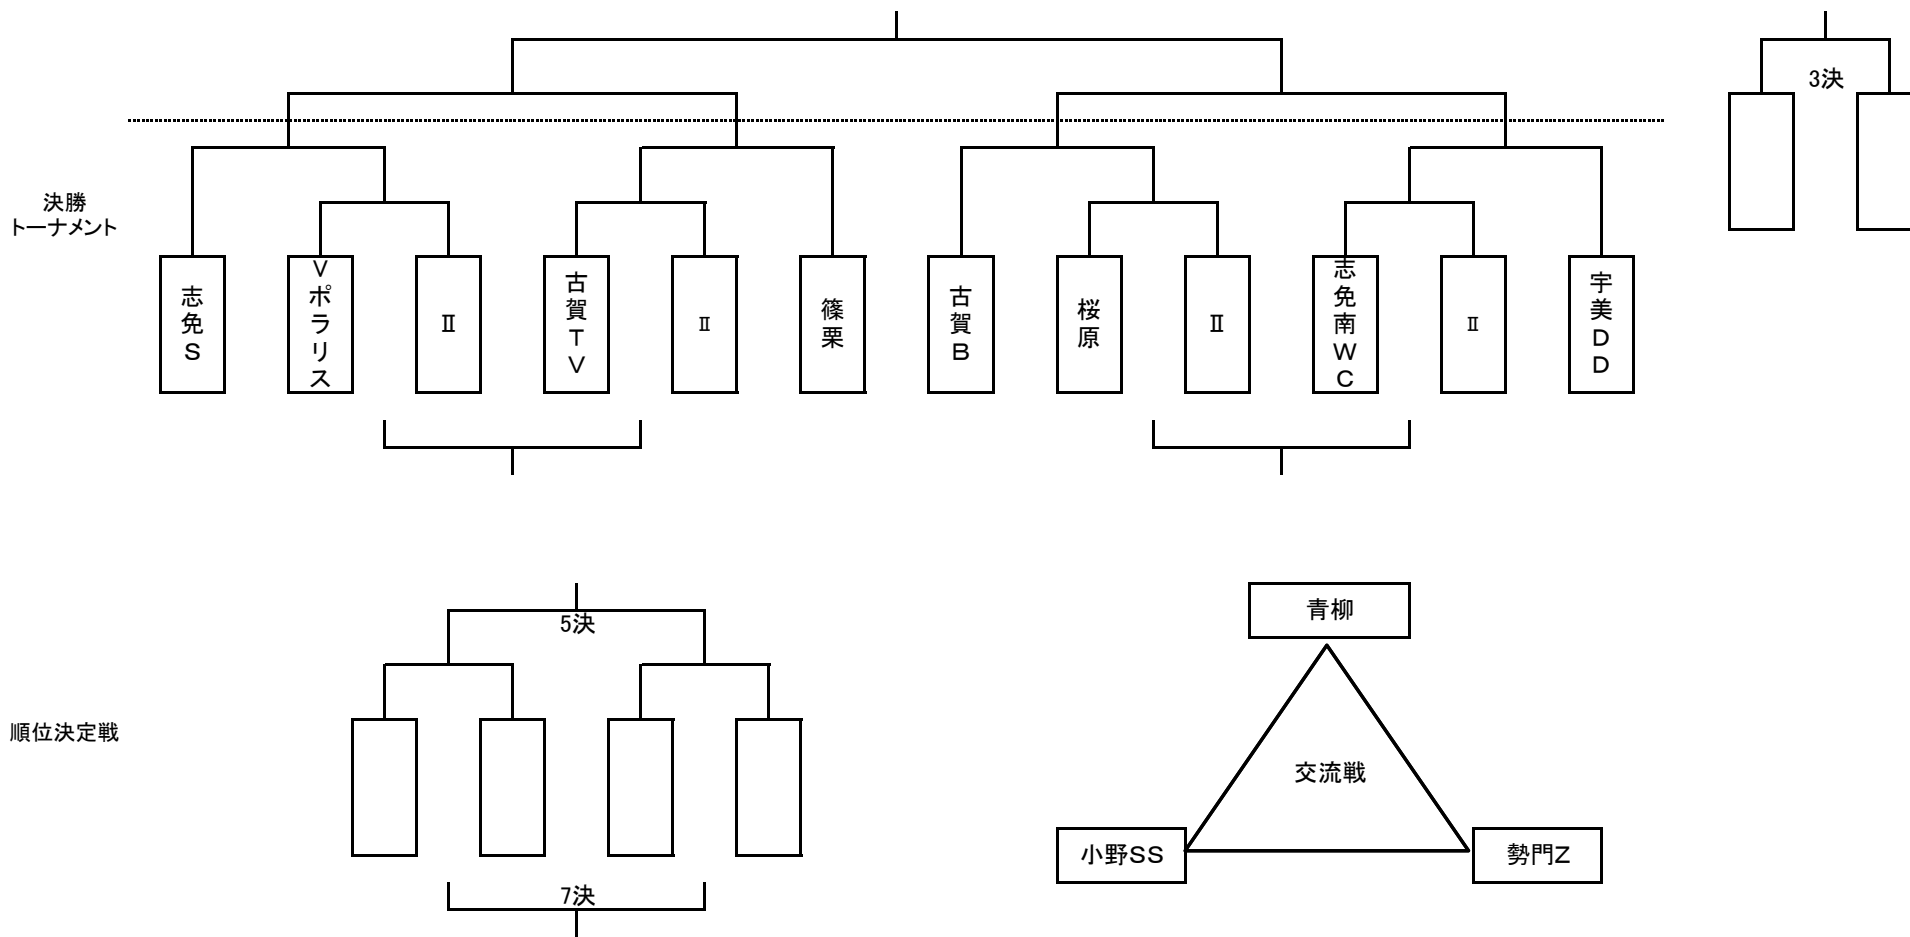 3決
決勝
トーナメント
志免S
Vポラリス
Ⅱ
古賀TV
Ⅱ
篠栗
古賀B
桜原
Ⅱ
志免南WC
Ⅱ
宇美DD
5決
青柳
順位決定戦
交流戦
小野SS
勢門Z
7決